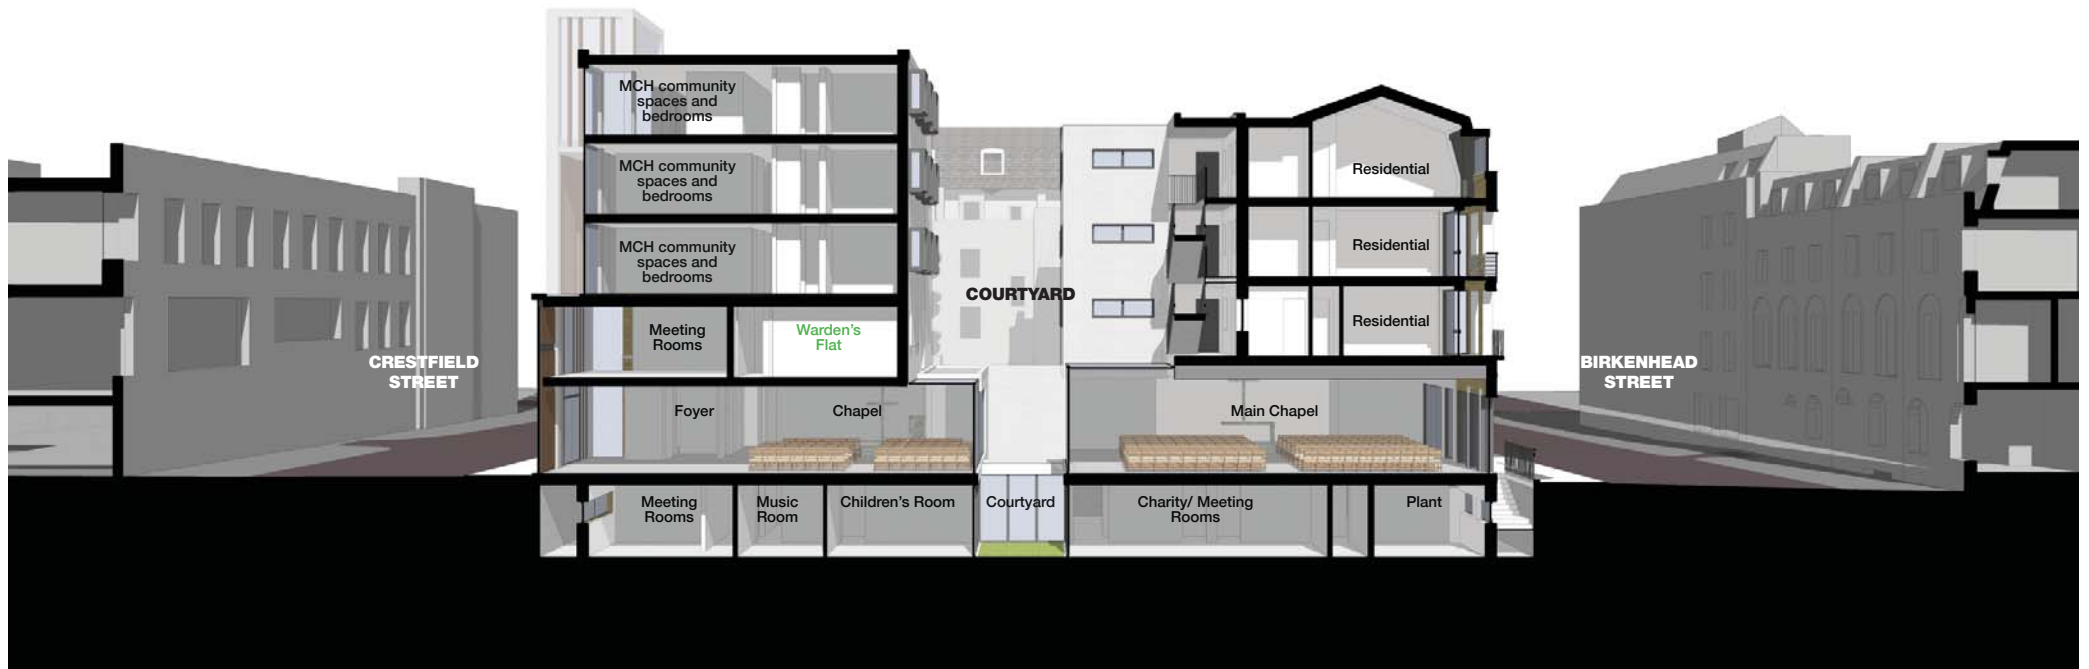 MCH community
spaces and
bedrooms
MCH community
spaces and
bedrooms
Residential
MCH community
spaces and
bedrooms
Residential
COURTYARD
Meeting
Rooms
Warden's
Flat
Residential
CRESTFIELD
STREET
BIRKENHEAD
STREET
Foyer
Chapel
Main Chapel
Meeting
Rooms
Music
Room
Children's Room
Courtyard
Charity/ Meeting
Rooms
Plant